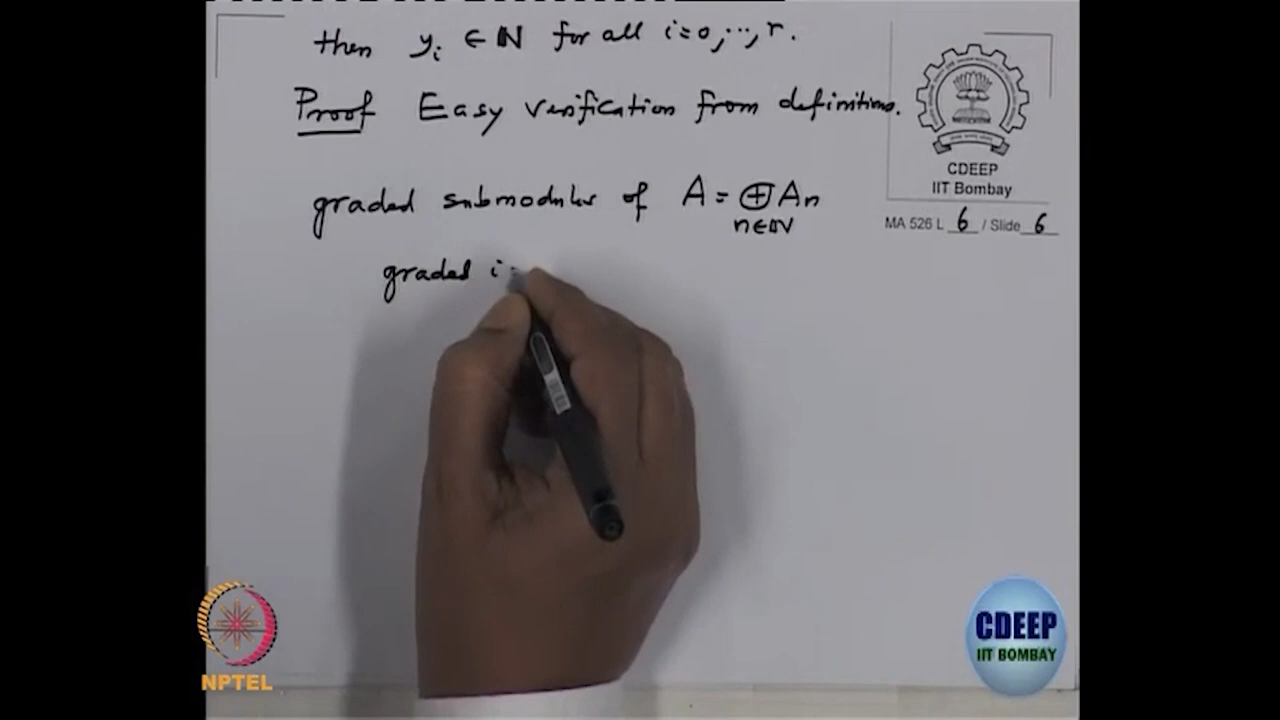 then yᵢ ∈ N for all i=0,⋯,r.
Proof Easy verification from definitions.
CDEEP
IIT Bombay
graded submodules of A = ⊕ Aₙ
n∈ℕ
MA 526 L 6 / Slide 6
graded i
CDEEP
IIT BOMBAY
NPTEL